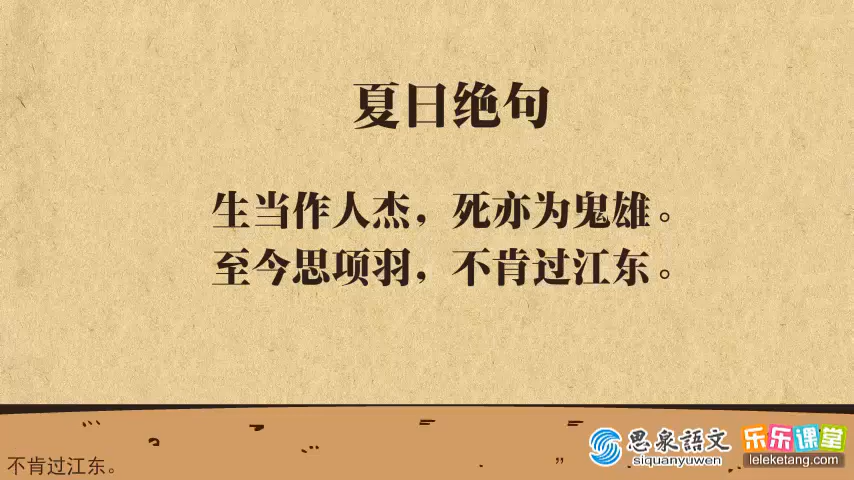 夏日绝句
生当作人杰，死亦为鬼雄。
至今思项羽，不肯过江东。
思泉語文
siquanyuwen
乐乐课堂
leleketang.com
不肯过江东。